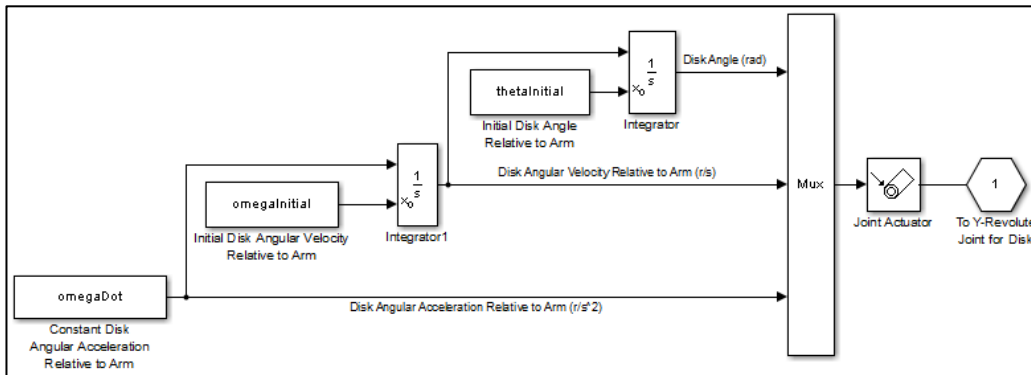 1
s
x0
Integrator
Disk Angle (rad)
thetaInitial
Initial Disk Angle
Relative to Arm
1
s
x0
Integrator1
Disk Angular Velocity Relative to Arm (r/s)
omegaInitial
Initial Disk Angular Velocity
Relative to Arm
omegaDot
Constant Disk
Angular Acceleration
Relative to Arm
Disk Angular Acceleration Relative to Arm (r/s^2)
Mux
Joint Actuator
1
To Y-Revolute
Joint for Disk